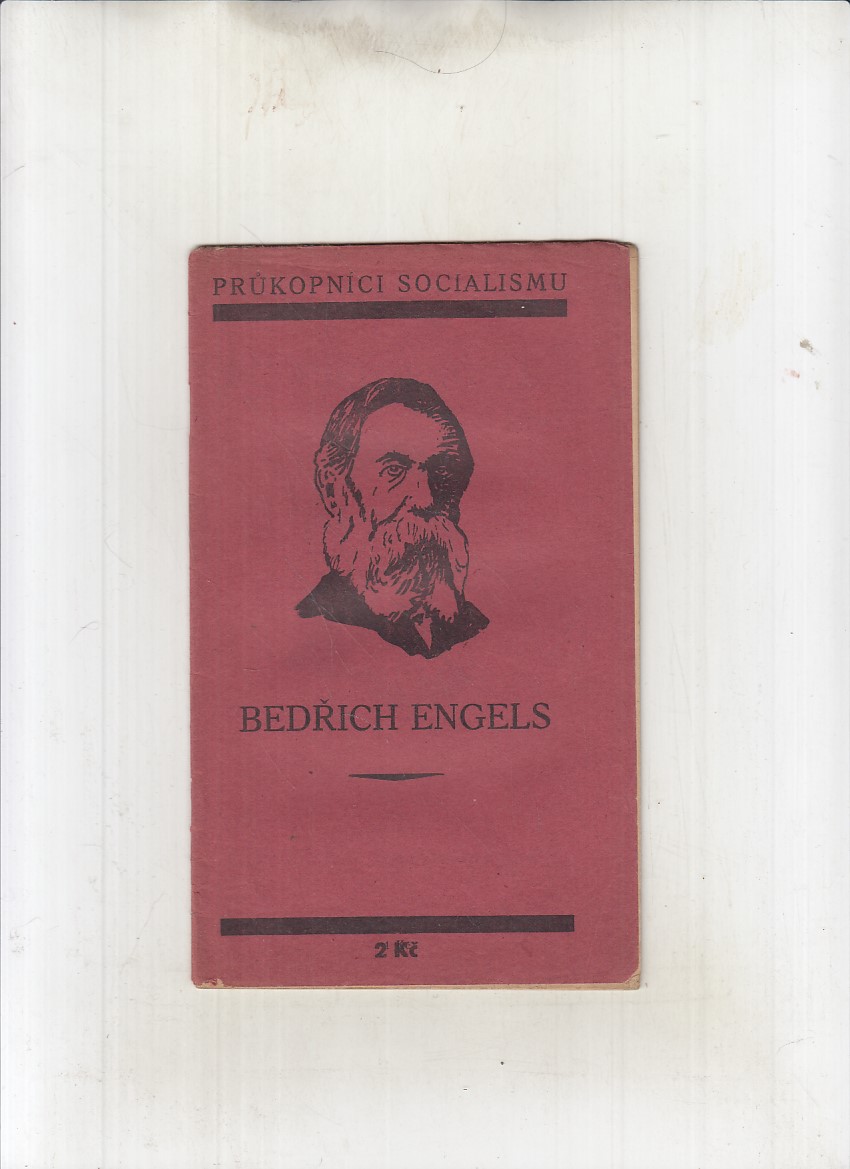 PRŮKOPNÍCI SOCIALISMU
BEDŘICH ENGELS
2 Kč